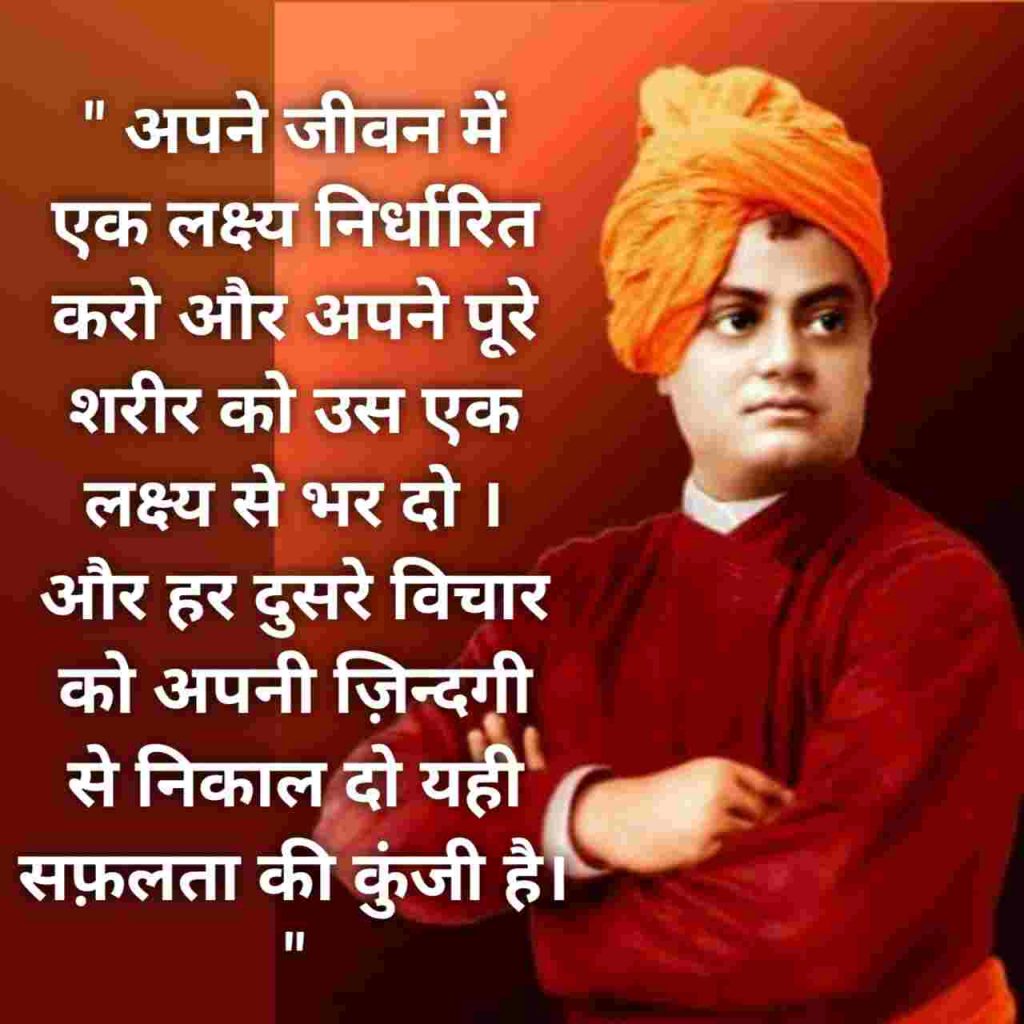 " अपने जीवन में
एक लक्ष्य निर्धारित
करो और अपने पूरे
शरीर को उस एक
लक्ष्य से भर दो ।
और हर दुसरे विचार
को अपनी ज़िन्दगी
से निकाल दो यही
सफ़लता की कुंजी है।
"